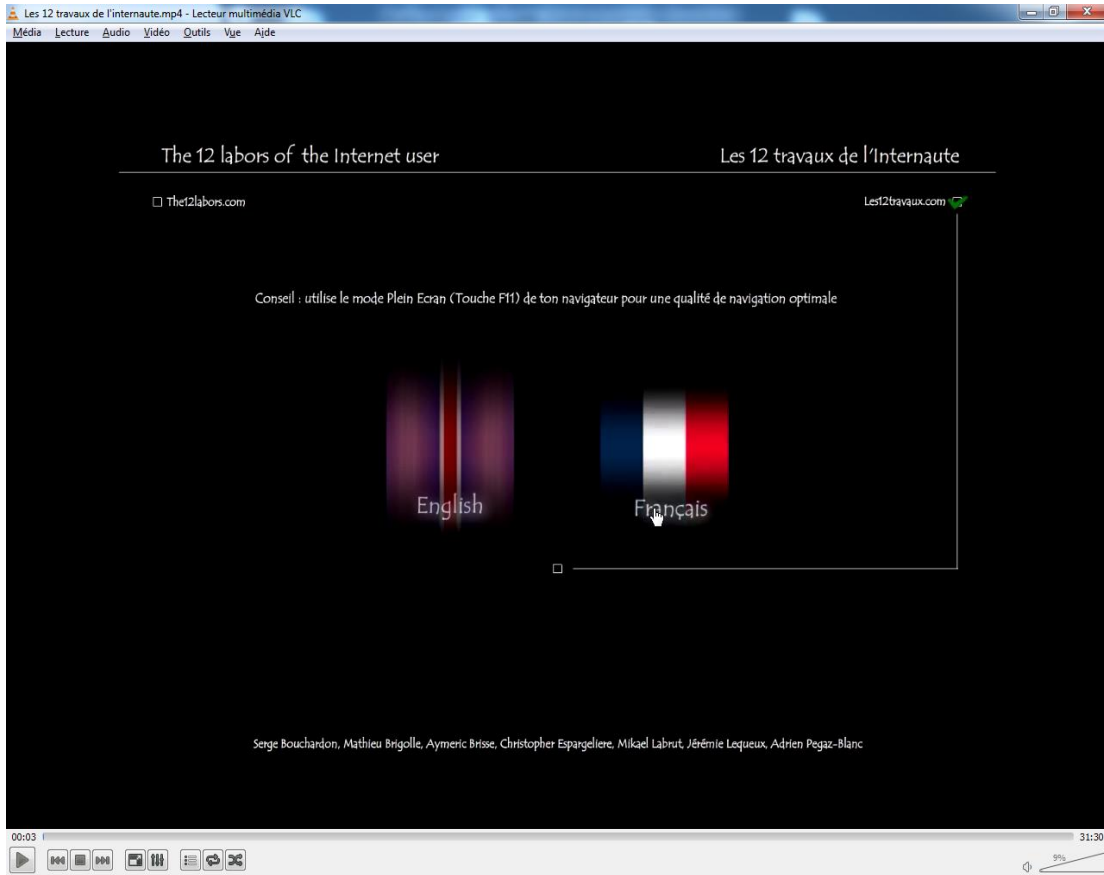 Les 12 travaux de l'internaute.mp4 - Lecteur multimédia VLC
Média Lecture Audio Vidéo Outils Vue Aide
The 12 labors of the Internet user Les 12 travaux de l'Internaute
The12labors.com Les12travaux.com
Conseil : utilise le mode Plein Ecran (Touche F11) de ton navigateur pour une qualité de navigation optimale
English Français
Serge Bouchardon, Mathieu Brigolle, Aymeric Brisse, Christopher Espargeliere, Mikael Labrut, Jérémie Lequeux, Adrien Pegaz-Blanc
00:03 31:30
9%